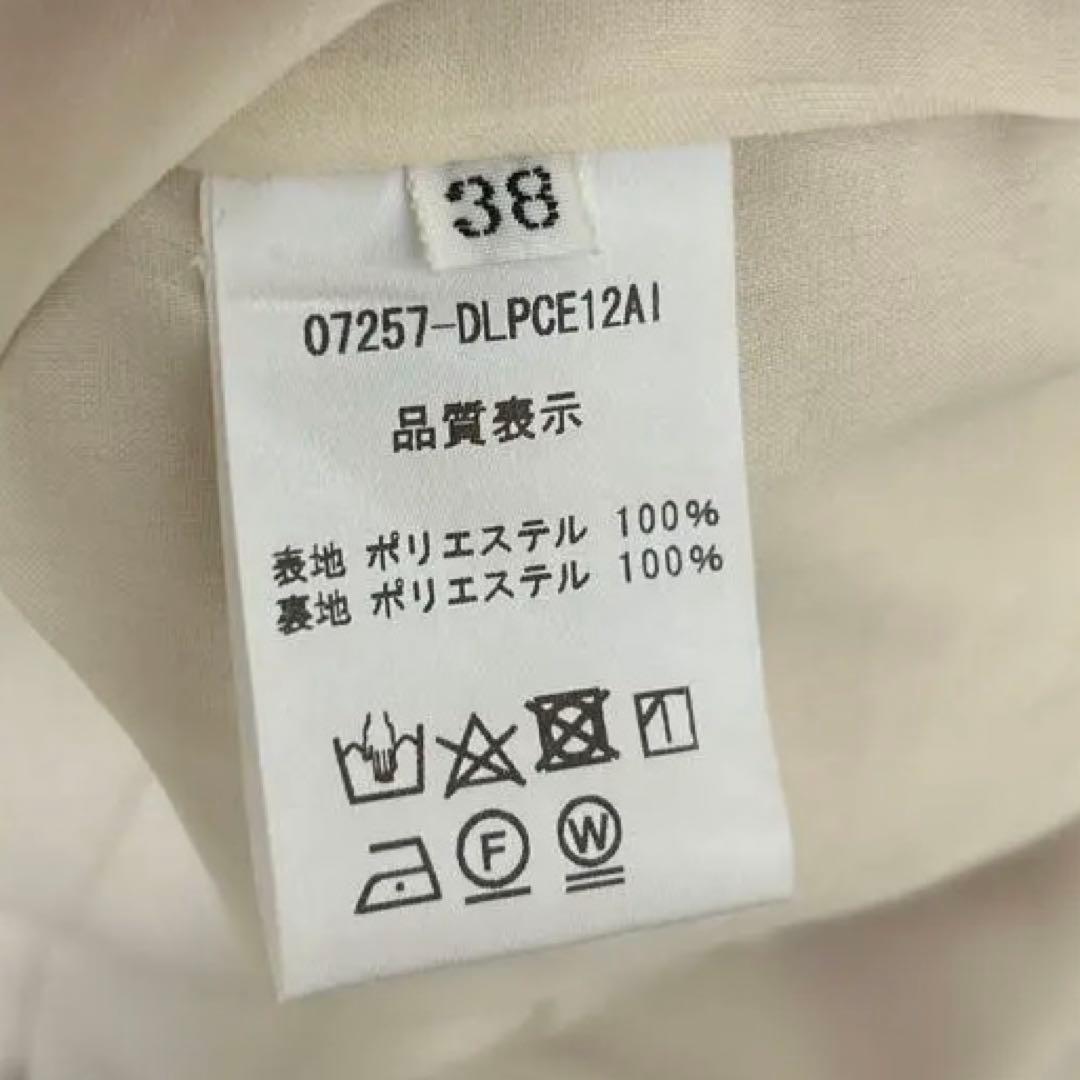 38
07257-DLPCE12AI
品質表示
表地 ポリエステル 100%
裏地 ポリエステル 100%
F W